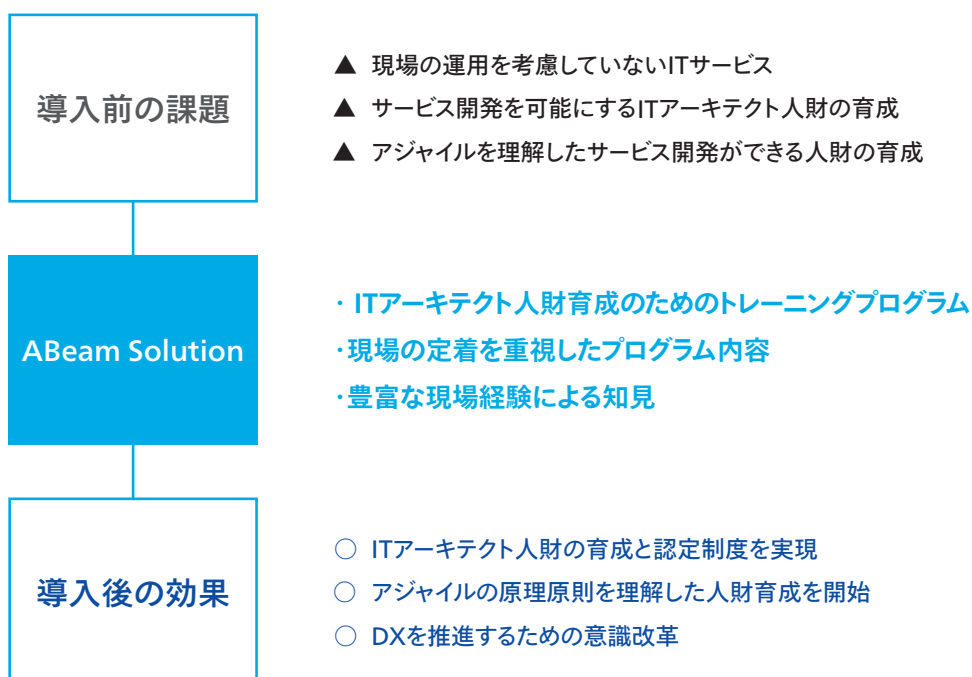 導入前の課題
▲ 現場の運用を考慮していないITサービス
▲ サービス開発を可能にするITアーキテクト人財の育成
▲ アジャイルを理解したサービス開発ができる人財の育成
ABeam Solution
・ITアーキテクト人財育成のためのトレーニングプログラム
・現場の定着を重視したプログラム内容
・豊富な現場経験による知見
導入後の効果
○ ITアーキテクト人財の育成と認定制度を実現
○ アジャイルの原理原則を理解した人財育成を開始
○ DXを推進するための意識改革